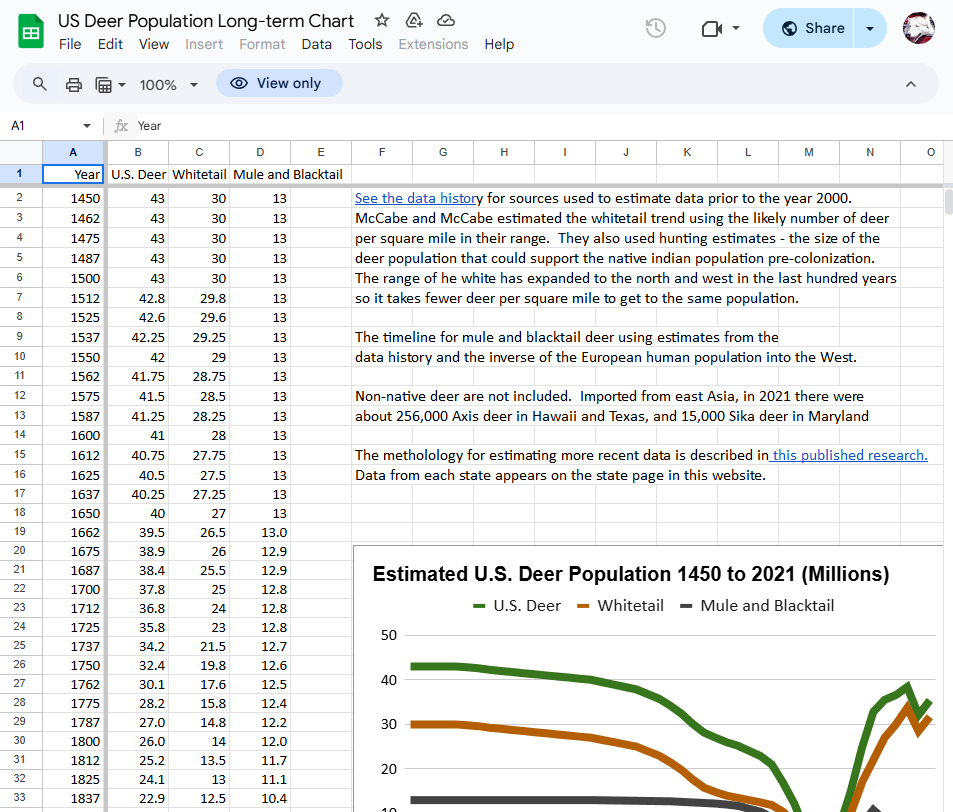 US Deer Population Long-term Chart
File Edit View Insert Format Data Tools Extensions Help
Share
100% View only
A1 fx Year
A B C D E F G H I J K L M N O
1 Year U.S. Deer Whitetail Mule and Blacktail
2 1450 43 30 13 See the data history for sources used to estimate data prior to the year 2000.
3 1462 43 30 13 McCabe and McCabe estimated the whitetail trend using the likely number of deer
4 1475 43 30 13 per square mile in their range. They also used hunting estimates - the size of the
5 1487 43 30 13 deer population that could support the native indian population pre-colonization.
6 1500 43 30 13 The range of he white has expanded to the north and west in the last hundred years
7 1512 42.8 29.8 13 so it takes fewer deer per square mile to get to the same population.
8 1525 42.6 29.6 13
9 1537 42.25 29.25 13 The timeline for mule and blacktail deer using estimates from the
10 1550 42 29 13 data history and the inverse of the European human population into the West.
11 1562 41.75 28.75 13
12 1575 41.5 28.5 13 Non-native deer are not included. Imported from east Asia, in 2021 there were
13 1587 41.25 28.25 13 about 256,000 Axis deer in Hawaii and Texas, and 15,000 Sika deer in Maryland
14 1600 41 28 13
15 1612 40.75 27.75 13 The metholology for estimating more recent data is described in this published research.
16 1625 40.5 27.5 13 Data from each state appears on the state page in this website.
17 1637 40.25 27.25 13
18 1650 40 27 13
19 1662 39.5 26.5 13.0
20 1675 38.9 26 12.9
21 1687 38.4 25.5 12.9
22 1700 37.8 25 12.8
23 1712 36.8 24 12.8
24 1725 35.8 23 12.8
25 1737 34.2 21.5 12.7
26 1750 32.4 19.8 12.6
27 1762 30.1 17.6 12.5
28 1775 28.2 15.8 12.4
29 1787 27.0 14.8 12.2
30 1800 26.0 14 12.0
31 1812 25.2 13.5 11.7
32 1825 24.1 13 11.1
33 1837 22.9 12.5 10.4
Estimated U.S. Deer Population 1450 to 2021 (Millions)
U.S. Deer Whitetail Mule and Blacktail
50
40
30
20
10